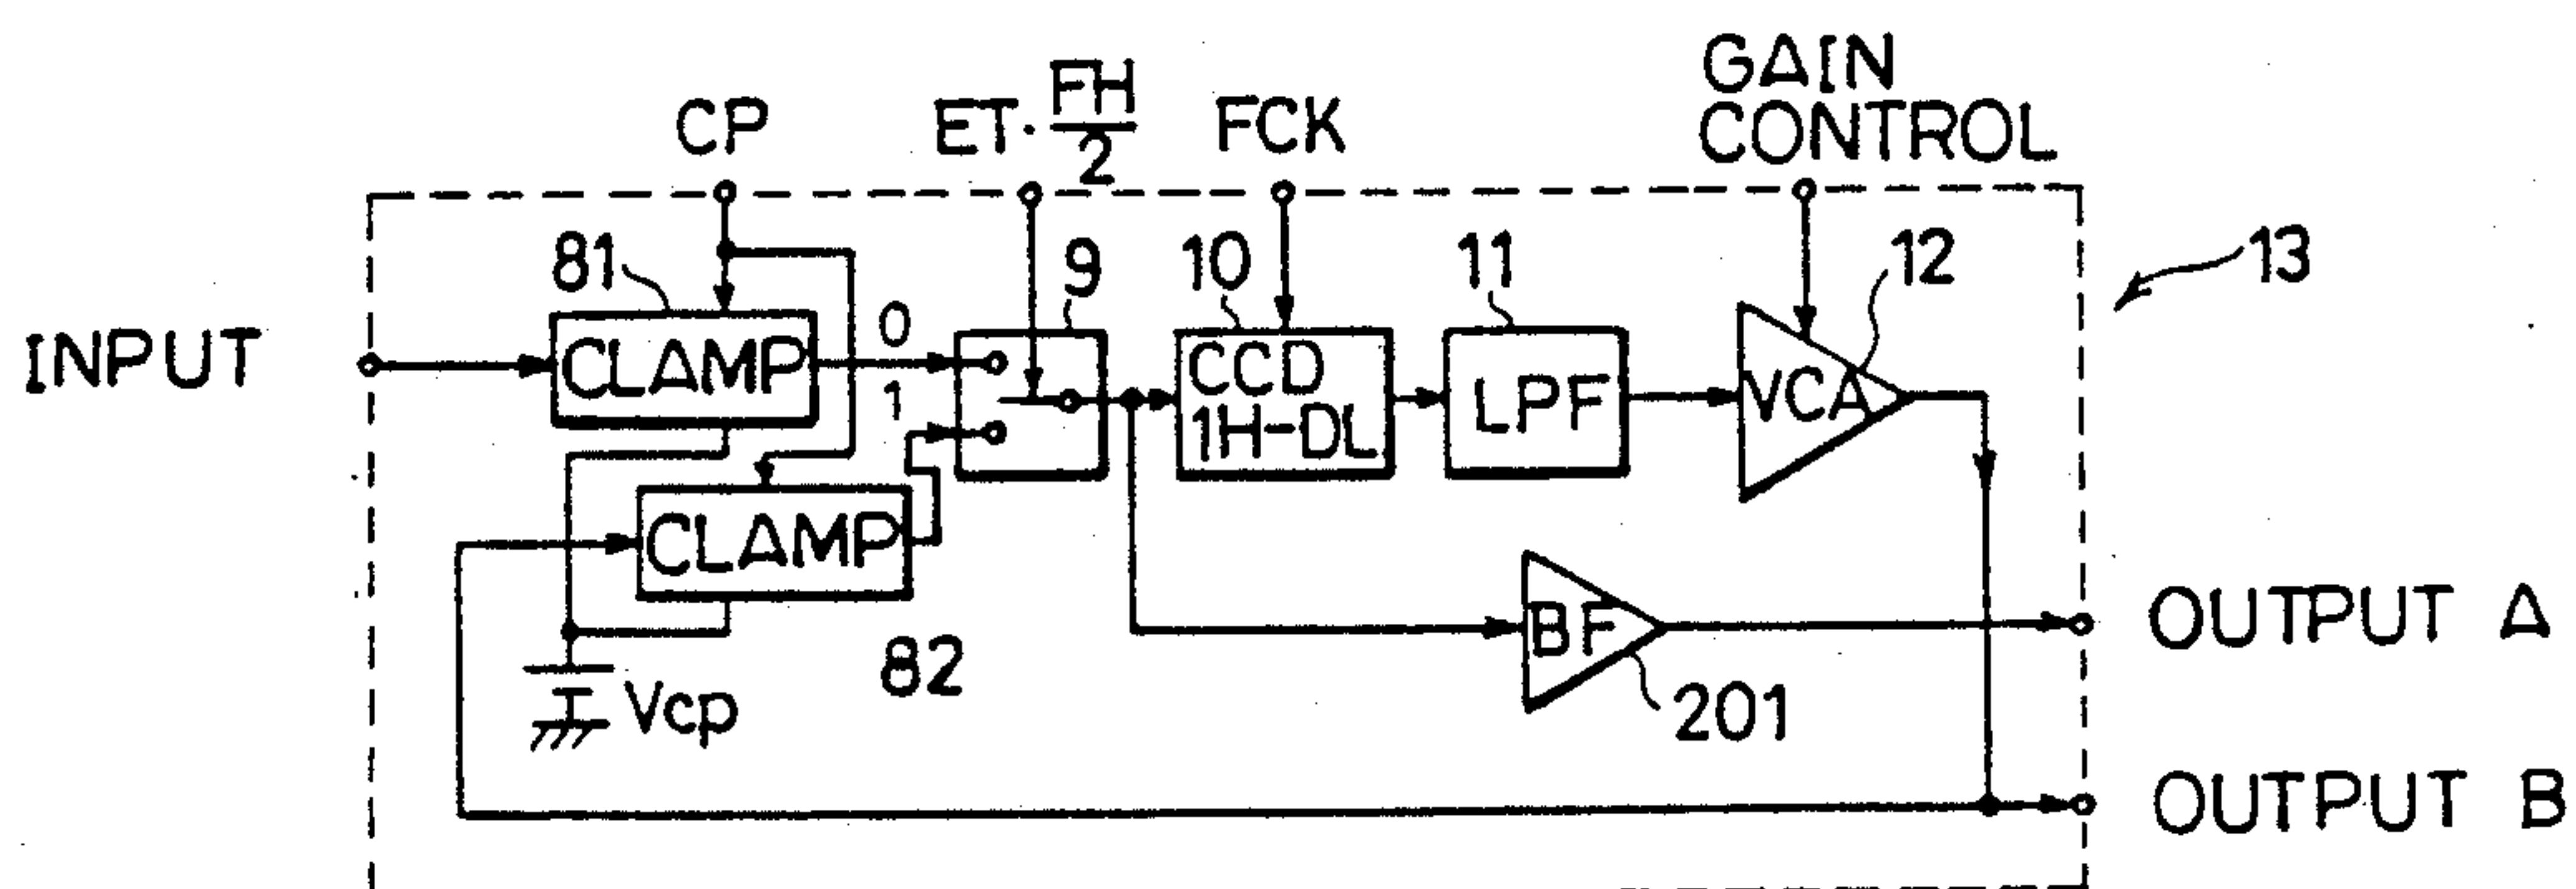 GAIN
CONTROL
CP
ET · FH/2
FCK
81
9
10
11
12
13
INPUT
CLAMP
0
1
CCD
1H-DL
LPF
VCA
CLAMP
82
Vcp
BF
201
OUTPUT A
OUTPUT B